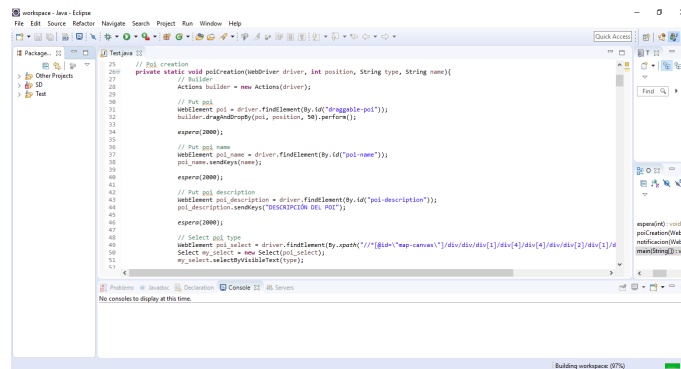 workspace - Java - Eclipse
File Edit Source Refactor Navigate Search Project Run Window Help
Quick Access
Package...
Other Projects
SD
Test
Test.java
25 // Poi creation
26 private static void poiCreation(WebDriver driver, int position, String type, String name){
27 // Builder
28 Actions builder = new Actions(driver);
29
30 // Put poi
31 WebElement poi = driver.findElement(By.id("draggable-poi"));
32 builder.dragAndDropBy(poi, position, 50).perform();
33
34 espera(2000);
35
36 // Put poi name
37 WebElement poi_name = driver.findElement(By.id("poi-name"));
38 poi_name.sendKeys(name);
39
40 espera(2000);
41
42 // Put poi description
43 WebElement poi_description = driver.findElement(By.id("poi-description"));
44 poi_description.sendKeys("DESCRIPCIÓN DEL POI");
45
46 espera(2000);
47
48 // Select poi type
49 WebElement poi_select = driver.findElement(By.xpath("//*[@id=\"map-canvas\"]/div/div/div[1]/div[4]/div[4]/div/div[2]/div[1]/d
50 Select my_select = new Select(poi_select);
51 my_select.selectByVisibleText(type);
52
T
Find
O
espera(int) : void
poiCreation(Web
notificacion(Web
main(String[]) : v
Problems Javadoc Declaration Console Servers
No consoles to display at this time.
Building workspace: (97%)